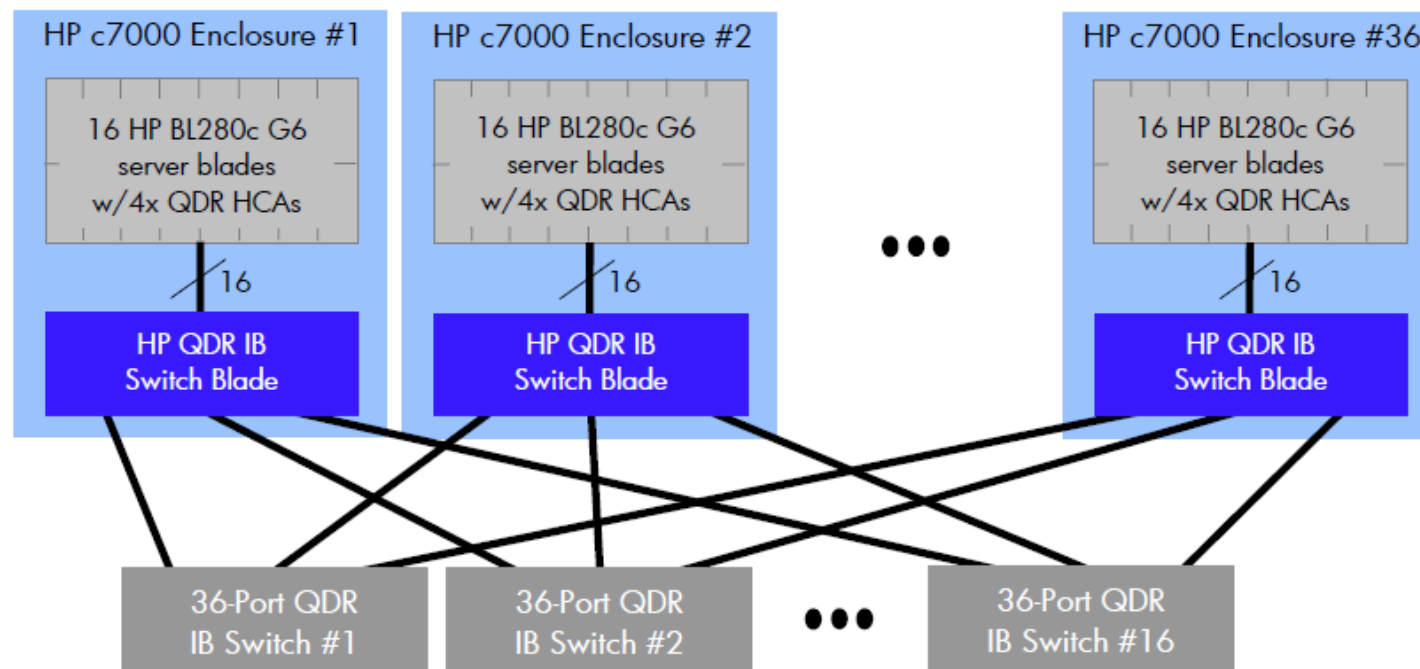 HP c7000 Enclosure #1
HP c7000 Enclosure #2
HP c7000 Enclosure #36
16 HP BL280c G6
server blades
w/4x QDR HCAs
16 HP BL280c G6
server blades
w/4x QDR HCAs
16 HP BL280c G6
server blades
w/4x QDR HCAs
16
16
16
HP QDR IB
Switch Blade
HP QDR IB
Switch Blade
HP QDR IB
Switch Blade
36-Port QDR
IB Switch #1
36-Port QDR
IB Switch #2
36-Port QDR
IB Switch #16